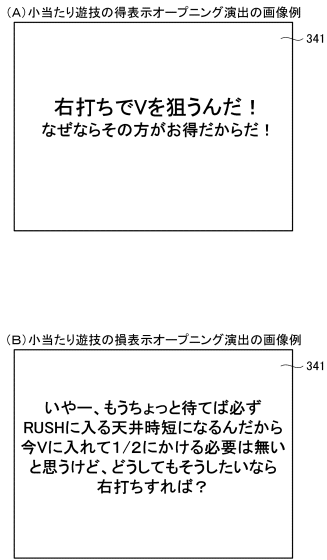 (A)小当たり遊技の得表示オープニング演出の画像例
341
右打ちでVを狙うんだ！
なぜならその方がお得だからだ！
(B)小当たり遊技の損表示オープニング演出の画像例
341
いやー、もうちょっと待てば必ず
RUSHに入る天井時短になるんだから
今Vに入れて1/2にかける必要は無い
と思うけど、どうしてもそうしたいなら
右打ちすれば？